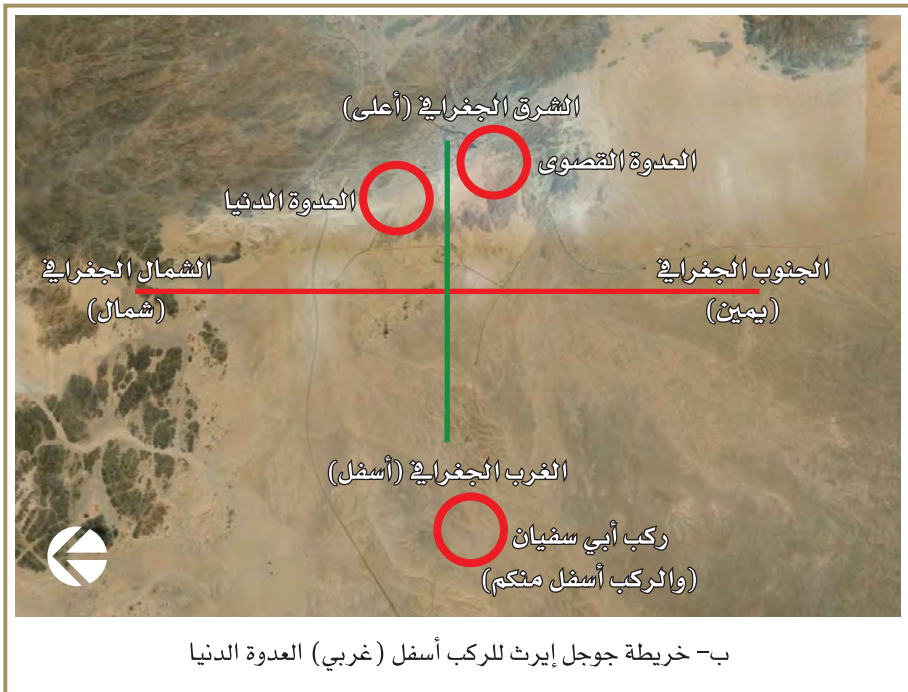 الشرق الجغرافي (أعلى)
العدوة القصوى
العدوة الدنيا
الجنوب الجغرافي
(يمين)
الشمال الجغرافي
(شمال)
الغرب الجغرافي (أسفل)
ركب أبي سفيان
(والركب أسفل منكم)
ب- خريطة جوجل إيرث للركب أسفل (غربي) العدوة الدنيا